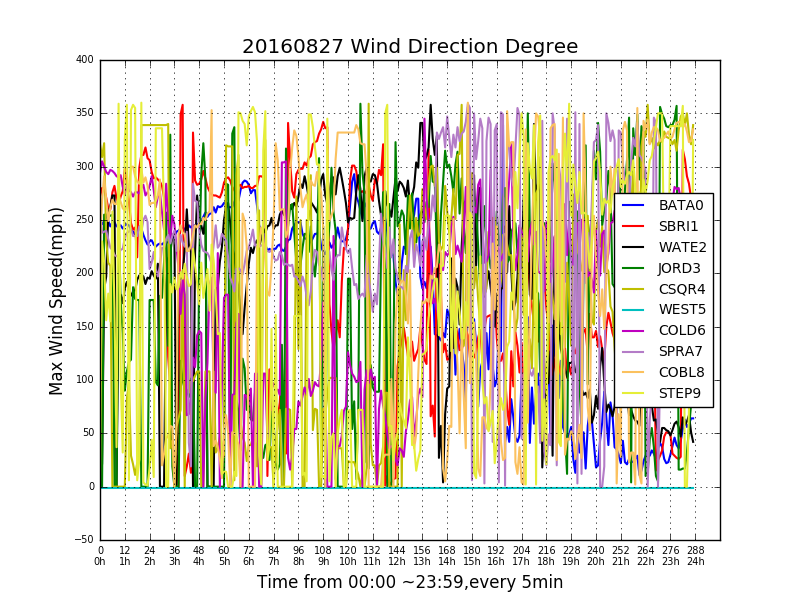 20160827 Wind Direction Degree
Max Wind Speed(mph)
400
350
300
250
200
150
100
50
0
−50
BATA0
SBRI1
WATE2
JORD3
CSQR4
WEST5
COLD6
SPRA7
COBL8
STEP9
0 12 24 36 48 60 72 84 96 108 120 132 144 156 168 180 192 204 216 228 240 252 264 276 288
0h 1h 2h 3h 4h 5h 6h 7h 8h 9h 10h 11h 12h 13h 14h 15h 16h 17h 18h 19h 20h 21h 22h 23h 24h
Time from 00:00 ~23:59,every 5min